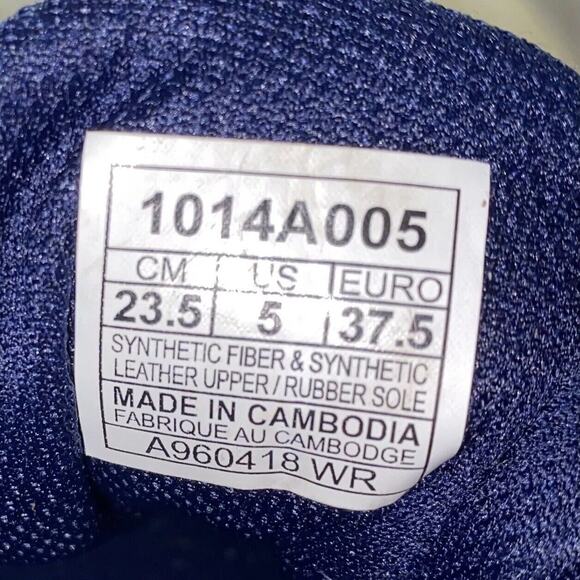 1014A005
CM US EURO
23.5 5 37.5
SYNTHETIC FIBER & SYNTHETIC
LEATHER UPPER / RUBBER SOLE
MADE IN CAMBODIA
FABRIQUE AU CAMBODGE
A960418 WR